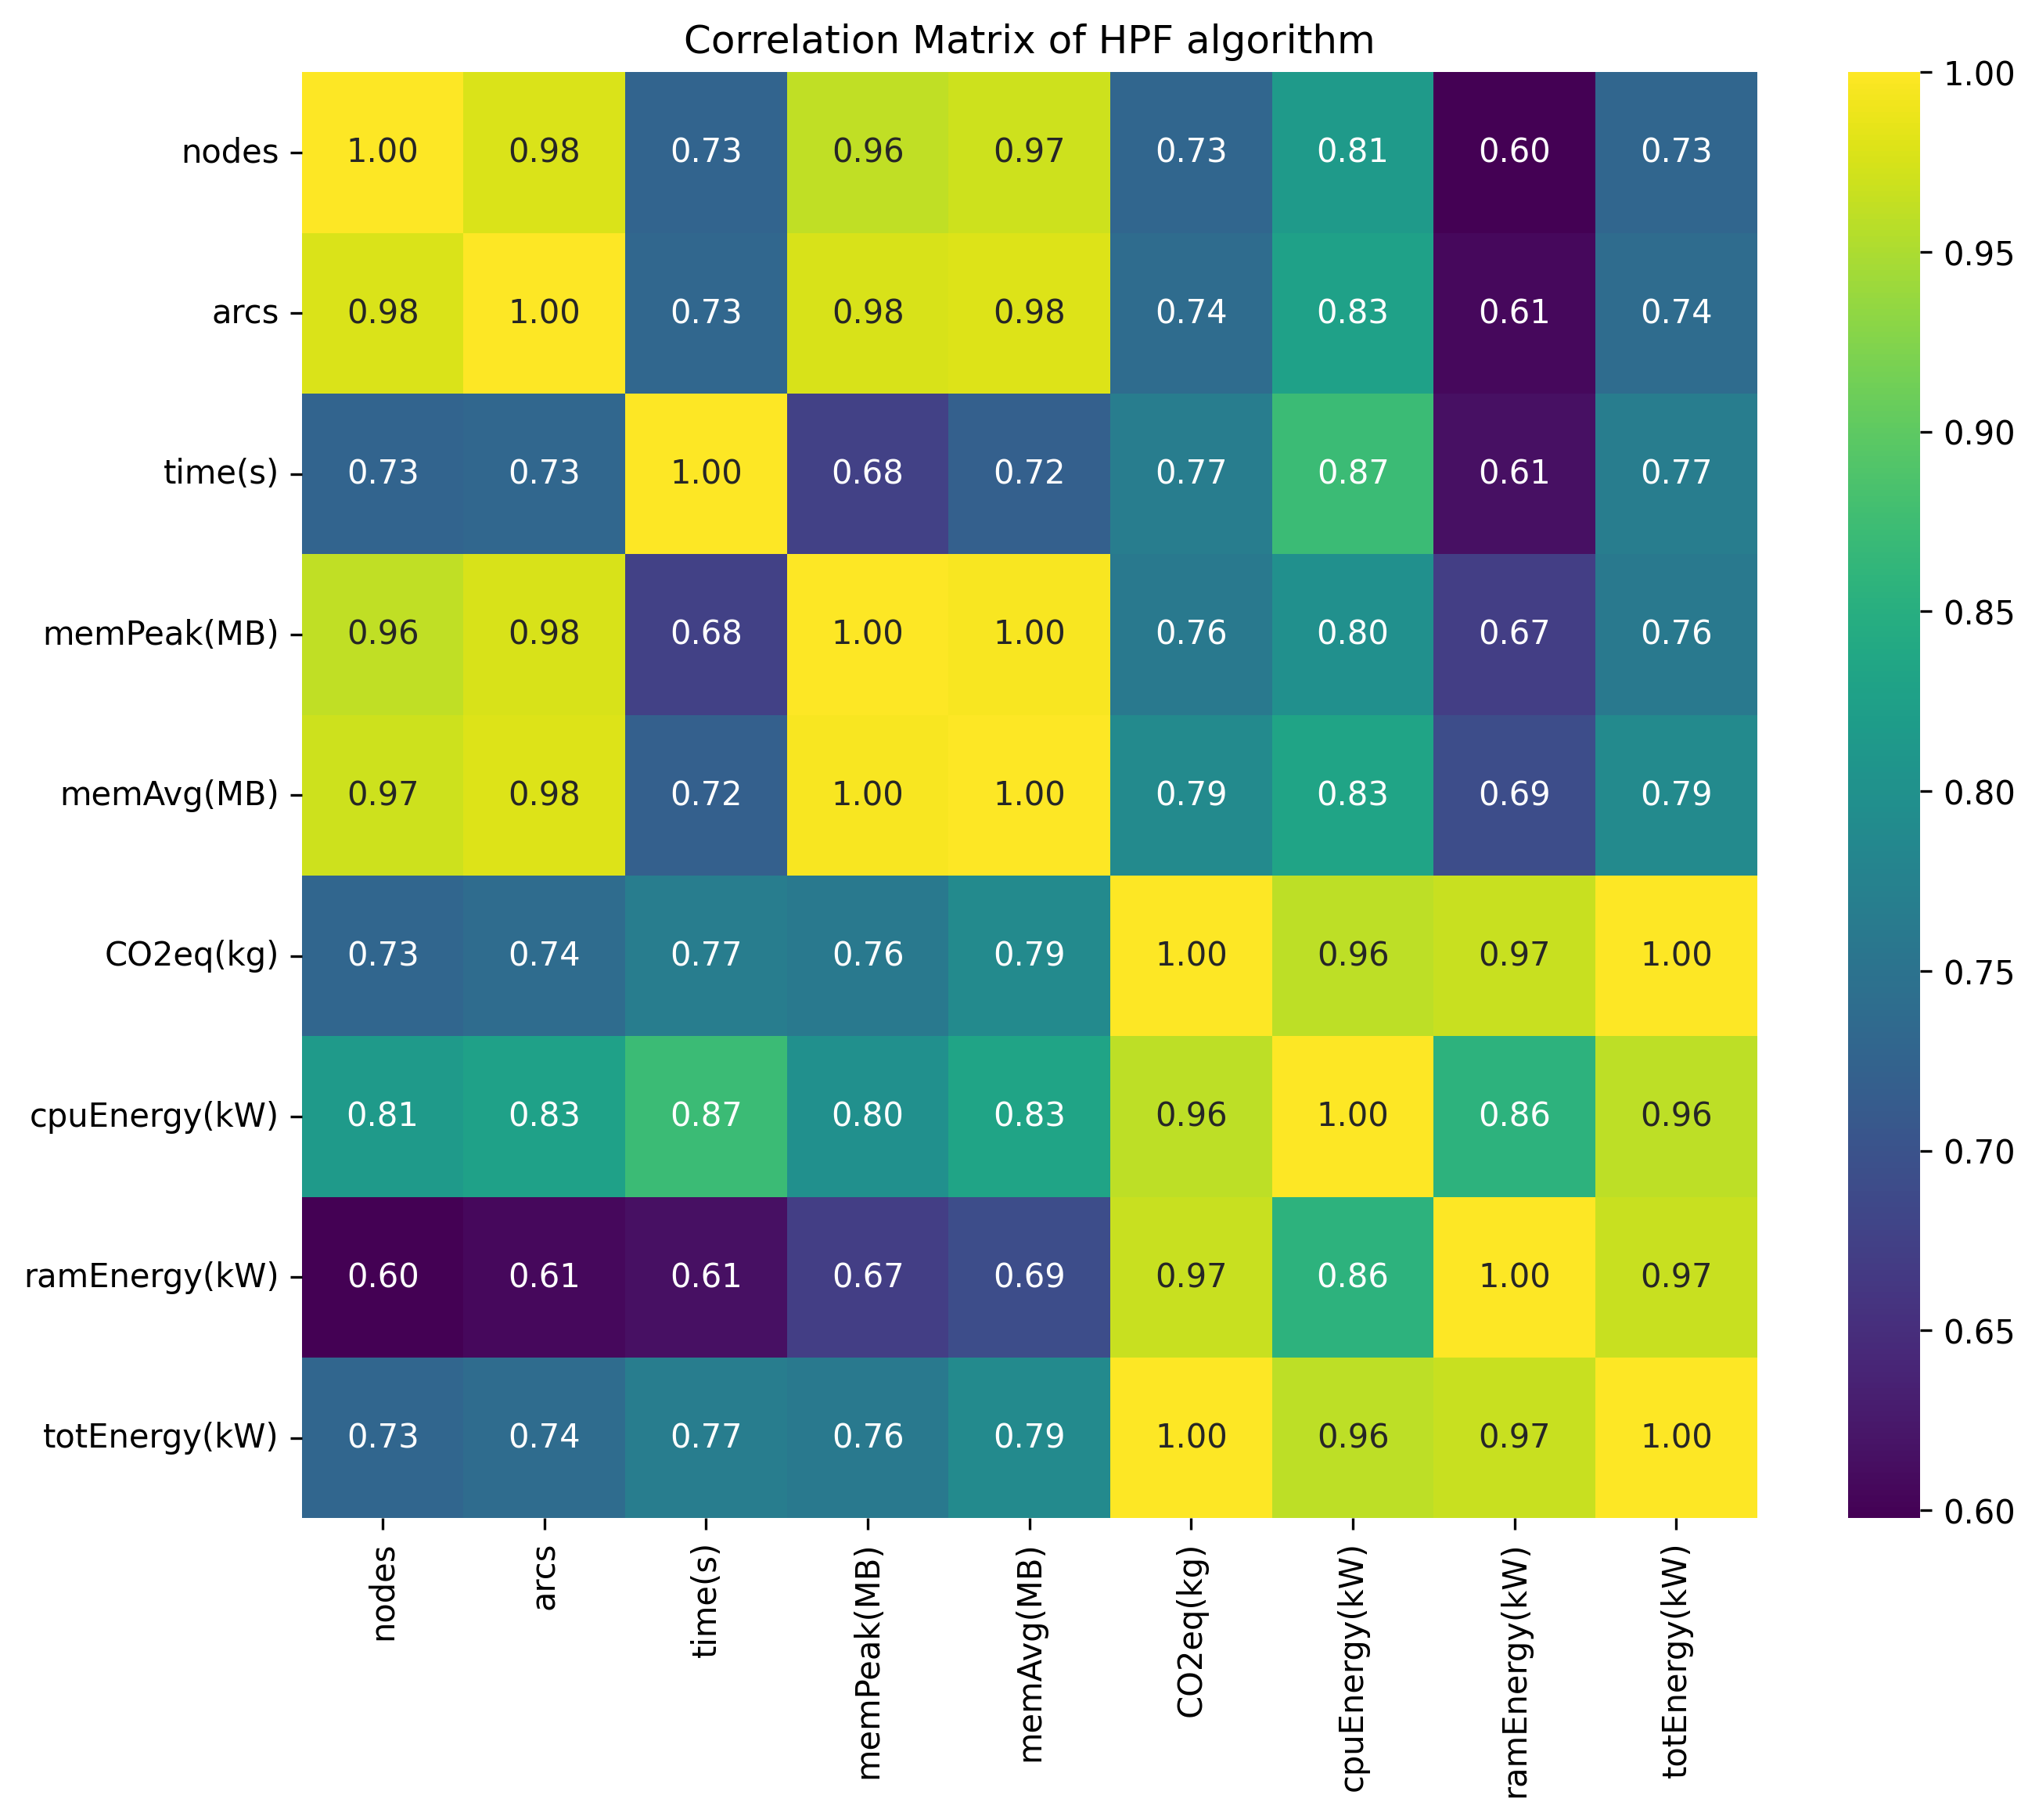 Correlation Matrix of HPF algorithm
nodes 1.00 0.98 0.73 0.96 0.97 0.73 0.81 0.60 0.73
arcs 0.98 1.00 0.73 0.98 0.98 0.74 0.83 0.61 0.74
time(s) 0.73 0.73 1.00 0.68 0.72 0.77 0.87 0.61 0.77
memPeak(MB) 0.96 0.98 0.68 1.00 1.00 0.76 0.80 0.67 0.76
memAvg(MB) 0.97 0.98 0.72 1.00 1.00 0.79 0.83 0.69 0.79
CO2eq(kg) 0.73 0.74 0.77 0.76 0.79 1.00 0.96 0.97 1.00
cpuEnergy(kW) 0.81 0.83 0.87 0.80 0.83 0.96 1.00 0.86 0.96
ramEnergy(kW) 0.60 0.61 0.61 0.67 0.69 0.97 0.86 1.00 0.97
totEnergy(kW) 0.73 0.74 0.77 0.76 0.79 1.00 0.96 0.97 1.00
nodes
arcs
time(s)
memPeak(MB)
memAvg(MB)
CO2eq(kg)
cpuEnergy(kW)
ramEnergy(kW)
totEnergy(kW)
1.00
0.95
0.90
0.85
0.80
0.75
0.70
0.65
0.60